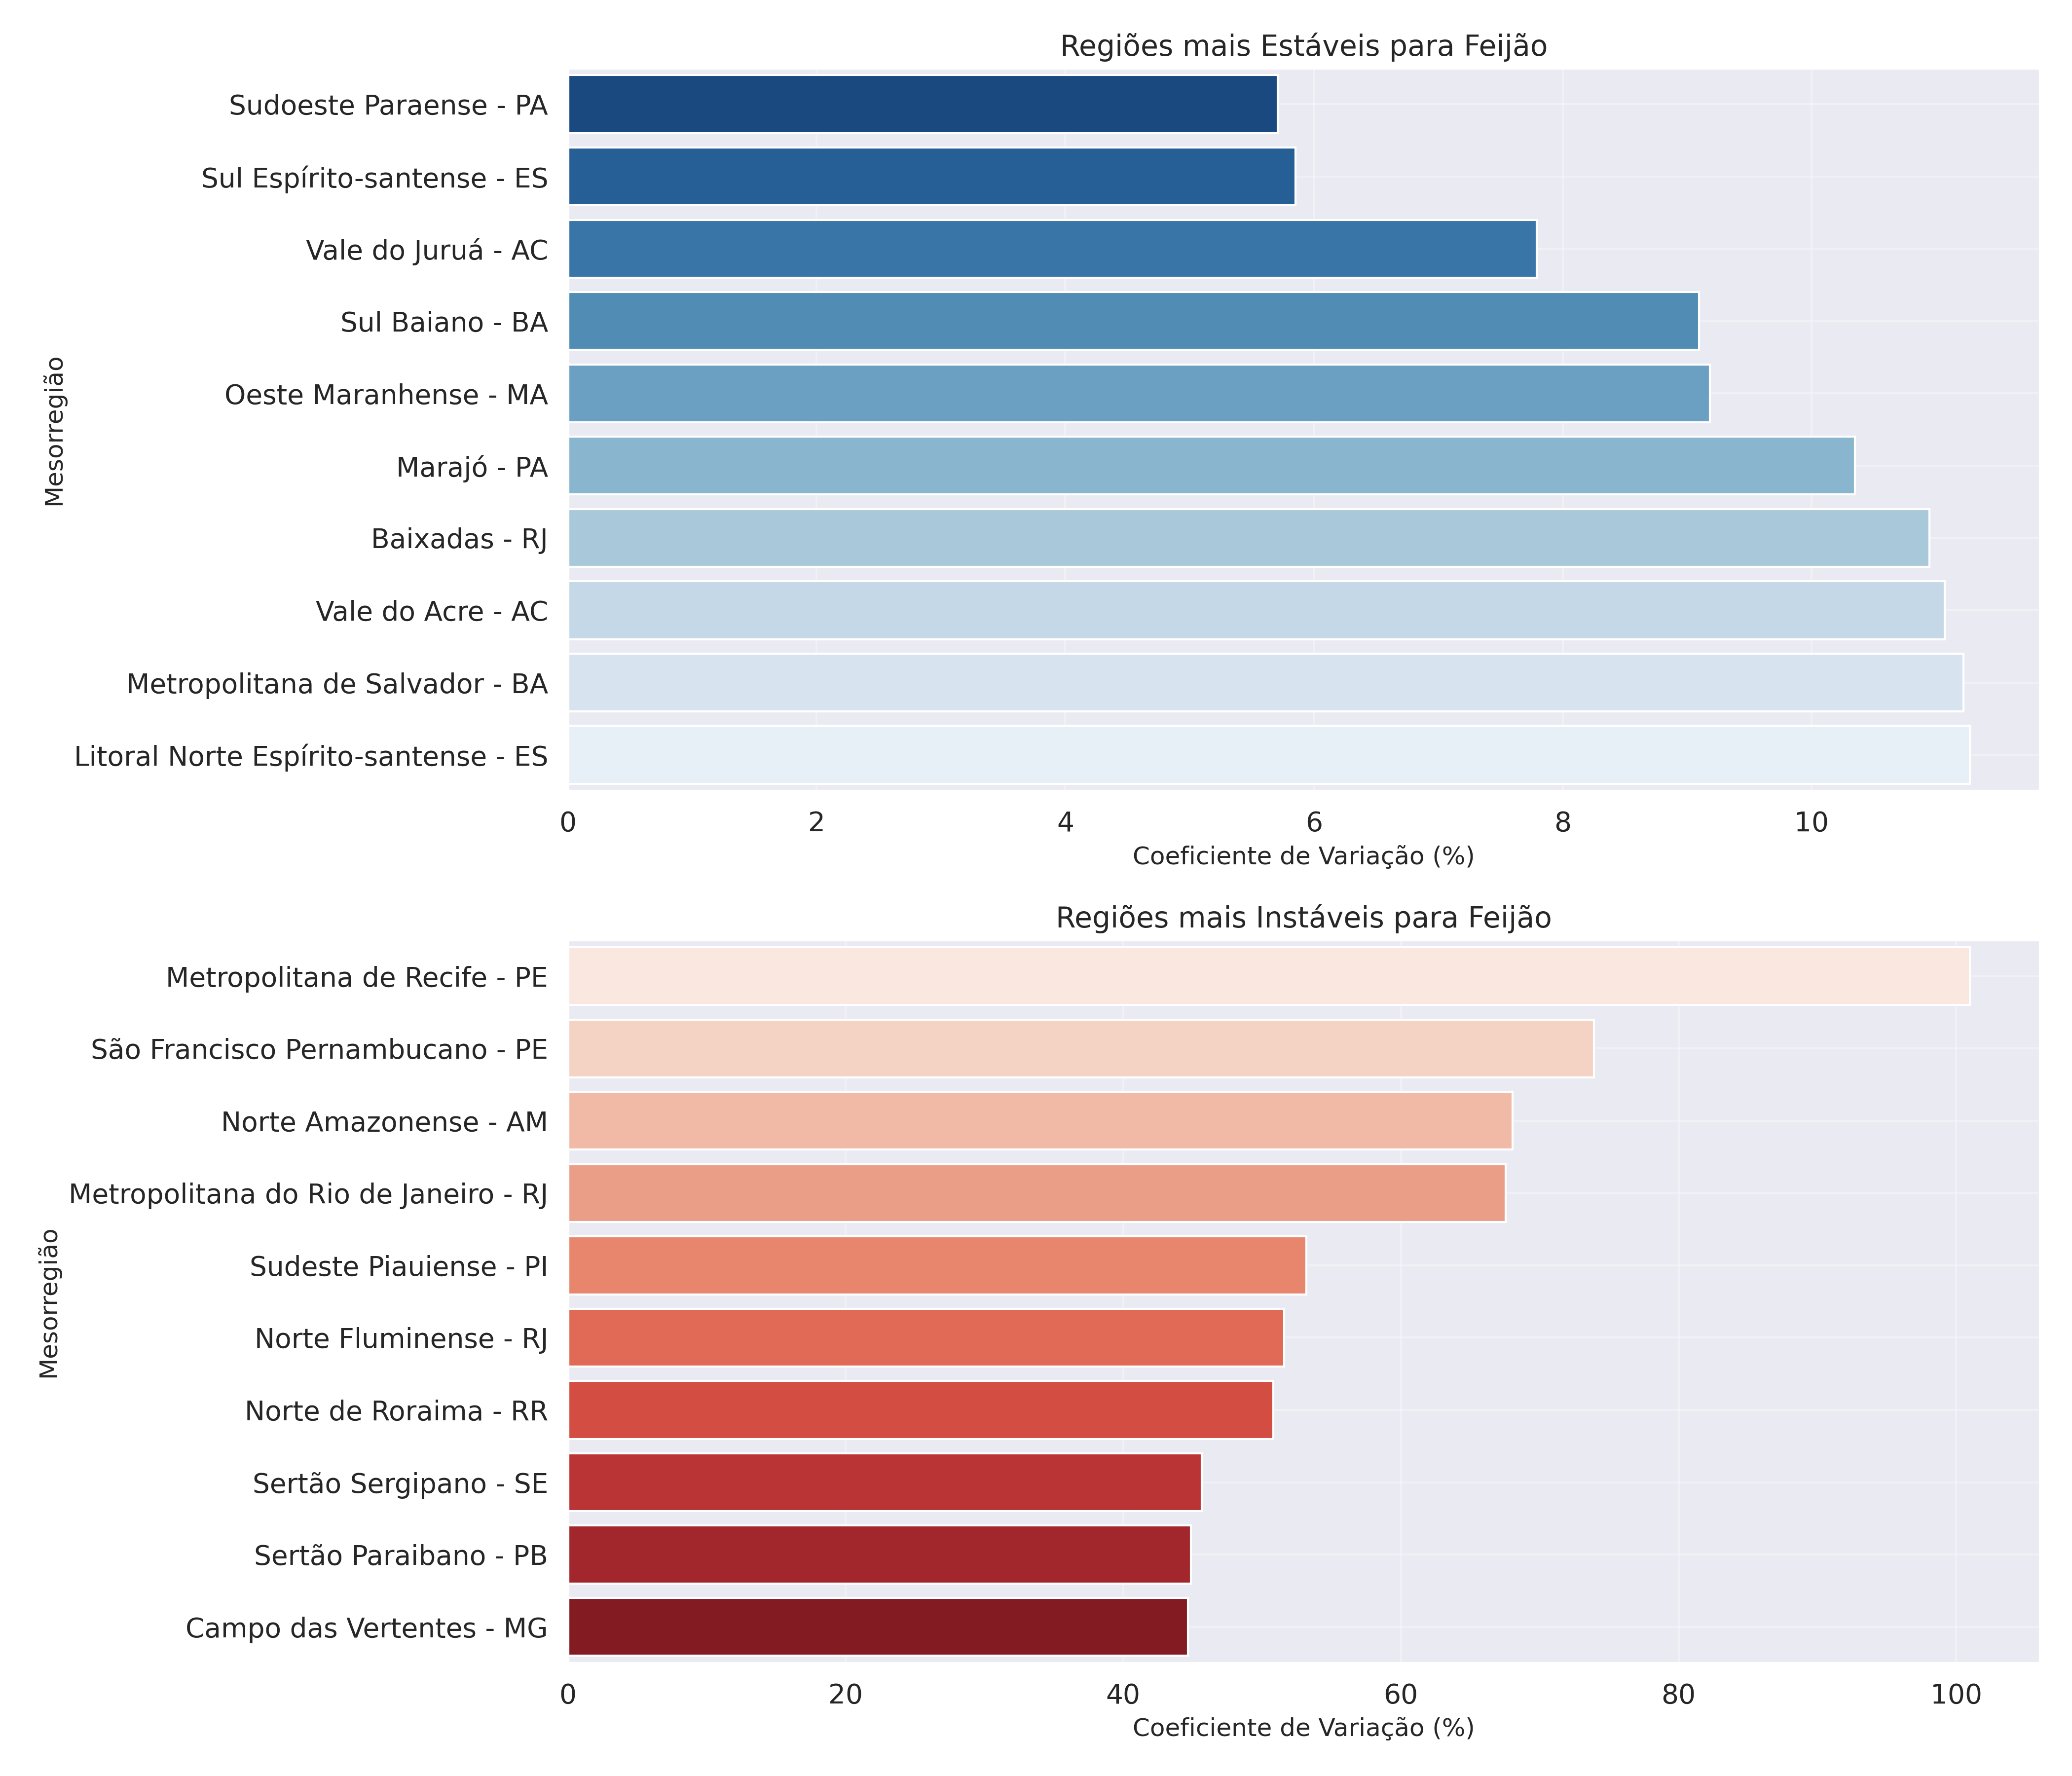 Regiões mais Estáveis para Feijão
Mesorregião
Sudoeste Paraense - PA
Sul Espírito-santense - ES
Vale do Juruá - AC
Sul Baiano - BA
Oeste Maranhense - MA
Marajó - PA
Baixadas - RJ
Vale do Acre - AC
Metropolitana de Salvador - BA
Litoral Norte Espírito-santense - ES
0 2 4 6 8 10
Coeficiente de Variação (%)
Regiões mais Instáveis para Feijão
Mesorregião
Metropolitana de Recife - PE
São Francisco Pernambucano - PE
Norte Amazonense - AM
Metropolitana do Rio de Janeiro - RJ
Sudeste Piauiense - PI
Norte Fluminense - RJ
Norte de Roraima - RR
Sertão Sergipano - SE
Sertão Paraibano - PB
Campo das Vertentes - MG
0 20 40 60 80 100
Coeficiente de Variação (%)